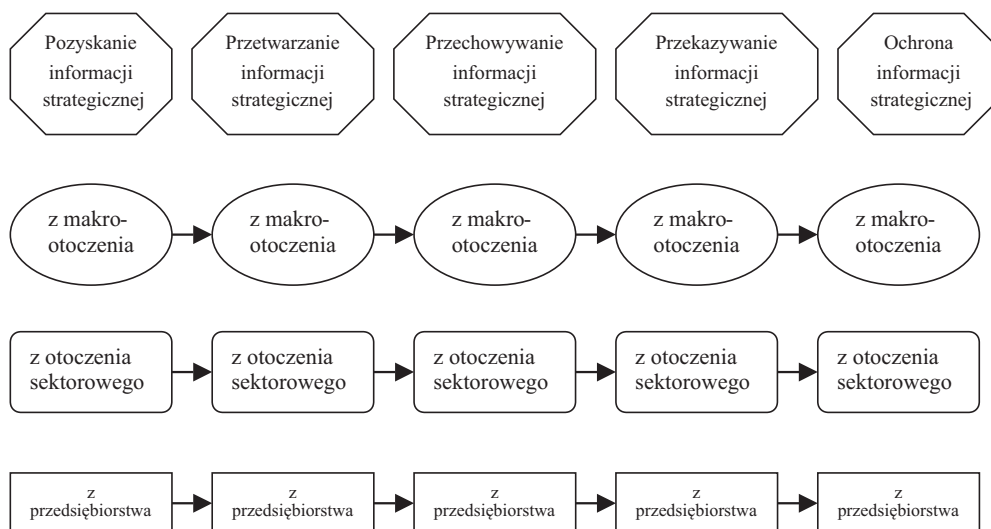 Pozyskanie
informacji
strategicznej
Przetwarzanie
informacji
strategicznej
Przechowywanie
informacji
strategicznej
Przekazywanie
informacji
strategicznej
Ochrona
informacji
strategicznej
z makro-
otoczenia
z makro-
otoczenia
z makro-
otoczenia
z makro-
otoczenia
z makro-
otoczenia
z otoczenia
sektorowego
z otoczenia
sektorowego
z otoczenia
sektorowego
z otoczenia
sektorowego
z otoczenia
sektorowego
z
przedsiębiorstwa
z
przedsiębiorstwa
z
przedsiębiorstwa
z
przedsiębiorstwa
z
przedsiębiorstwa